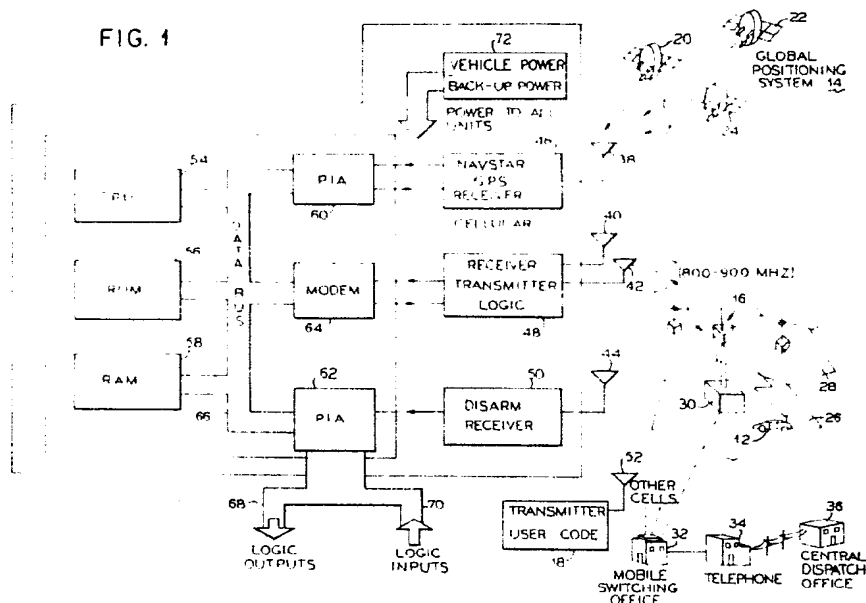 FIG. 1
72
VEHICLE POWER
BACK-UP POWER
POWER TO ALL
UNITS
20
22
GLOBAL
POSITIONING
SYSTEM 14
24
54
PIA
60
46
NAVSTAR
GPS
RECEIVER
38
CELLULAR
DATA BUS
56
ROM
MODEM
64
RECEIVER
TRANSMITTER
LOGIC
48
40
42
(800-900 MHZ)
16
58
RAM
66
62
PIA
50
DISARM
RECEIVER
44
30
28
26
12
68
70
LOGIC
OUTPUTS
LOGIC
INPUTS
52
TRANSMITTER
USER CODE
18
OTHER
CELLS
32
MOBILE
SWITCHING
OFFICE
34
TELEPHONE
36
CENTRAL
DISPATCH
OFFICE